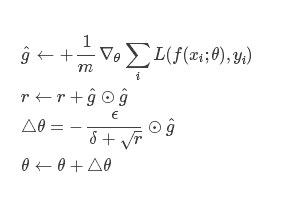 ĝ ← + 1/m ∇_θ ∑_i L(f(x_i; θ), y_i)
r ← r + ĝ ⊙ ĝ
△θ = − ϵ/(δ + √r) ⊙ ĝ
θ ← θ + △θ